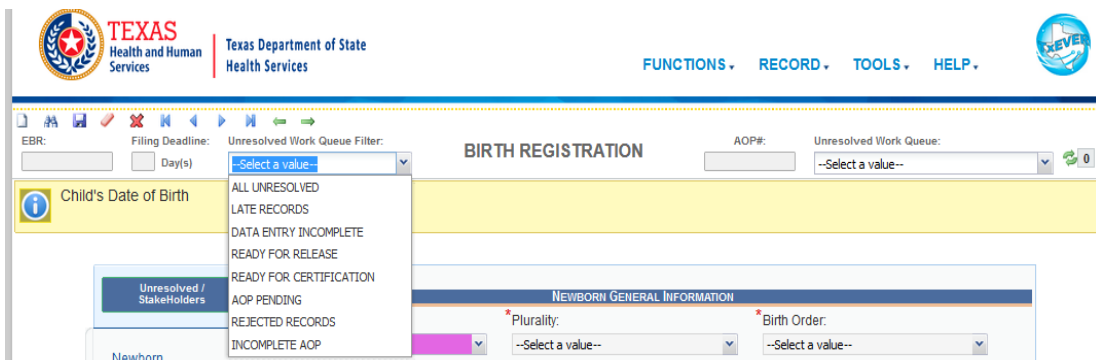 TEXAS
Health and Human
Services
Texas Department of State
Health Services
FUNCTIONS RECORD TOOLS HELP
TXEVER
EBR: Filing Deadline: Unresolved Work Queue Filter: BIRTH REGISTRATION AOP#: Unresolved Work Queue:
Day(s) --Select a value-- --Select a value-- 0
Child's Date of Birth
ALL UNRESOLVED
LATE RECORDS
DATA ENTRY INCOMPLETE
READY FOR RELEASE
READY FOR CERTIFICATION
AOP PENDING
REJECTED RECORDS
INCOMPLETE AOP
Unresolved /
StakeHolders
NEWBORN GENERAL INFORMATION
*Plurality: *Birth Order:
--Select a value-- --Select a value--
Newborn